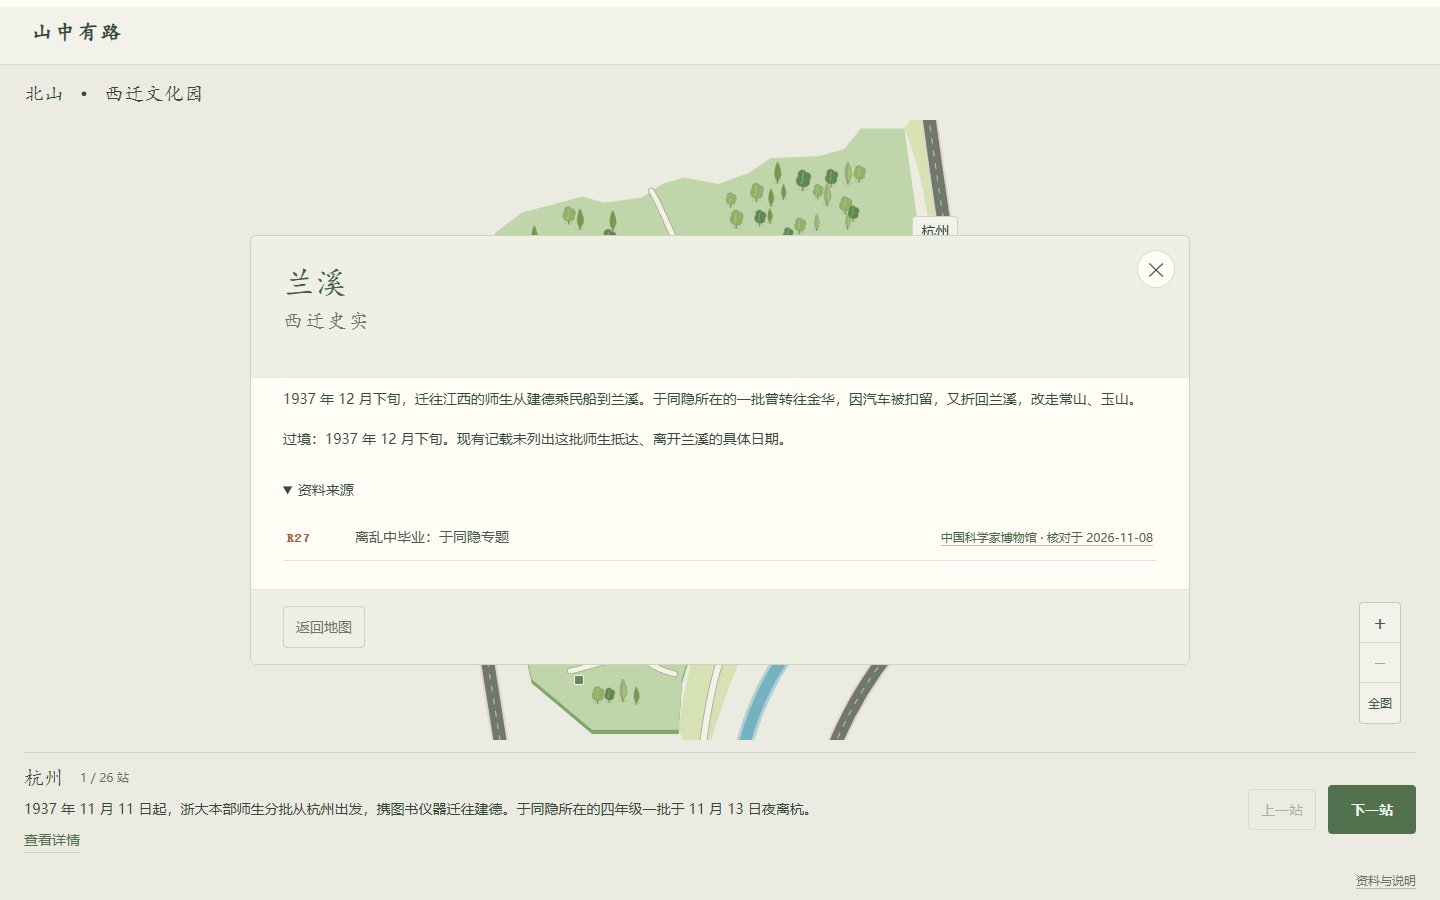 山中有路
北山 • 西迁文化园
杭州
兰溪
西迁史实
1937 年 12 月下旬，迁往江西的师生从建德乘民船到兰溪。于同隐所在的一批曾转往金华，因汽车被扣留，又折回兰溪，改走常山、玉山。
过境：1937 年 12 月下旬。现有记载未列出这批师生抵达、离开兰溪的具体日期。
▼ 资料来源
R27 离乱中毕业：于同隐专题 中国科学家博物馆 · 核对于 2026-11-08
返回地图
+
−
全图
杭州 1 / 26 站
1937 年 11 月 11 日起，浙大本部师生分批从杭州出发，携图书仪器迁往建德。于同隐所在的四年级一批于 11 月 13 日夜离杭。
查看详情
上一站 下一站
资料与说明